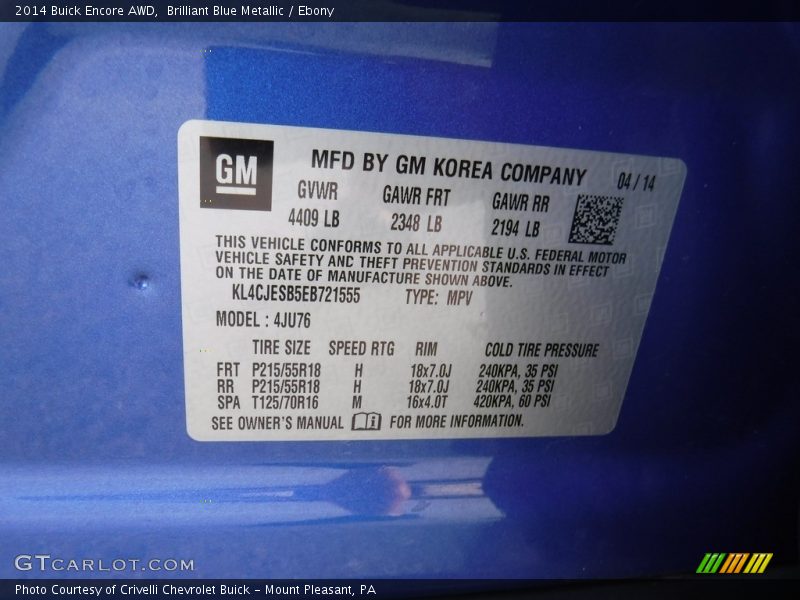 2014 Buick Encore AWD,  Brilliant Blue Metallic / Ebony
GM
MFD BY GM KOREA COMPANY
04 / 14
GVWR GAWR FRT GAWR RR
4409 LB 2348 LB 2194 LB
THIS VEHICLE CONFORMS TO ALL APPLICABLE U.S. FEDERAL MOTOR
VEHICLE SAFETY AND THEFT PREVENTION STANDARDS IN EFFECT
ON THE DATE OF MANUFACTURE SHOWN ABOVE.
KL4CJESB5EB721555 TYPE: MPV
MODEL : 4JU76
TIRE SIZE SPEED RTG RIM COLD TIRE PRESSURE
FRT P215/55R18 H 18x7.0J 240KPA, 35 PSI
RR P215/55R18 H 18x7.0J 240KPA, 35 PSI
SPA T125/70R16 M 16x4.0T 420KPA, 60 PSI
SEE OWNER'S MANUAL i FOR MORE INFORMATION.
GTCARLOT.COM
Photo Courtesy of Crivelli Chevrolet Buick - Mount Pleasant, PA